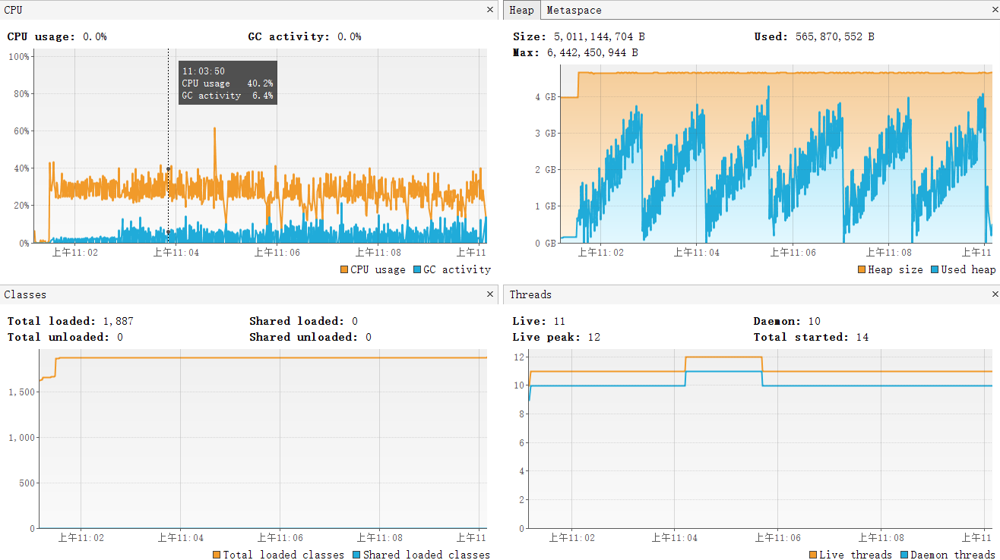 CPU ×
CPU usage: 0.0% GC activity: 0.0%
100%
80%
60%
40%
20%
0%
11:03:50
CPU usage 40.2%
GC activity 6.4%
上午11:02 上午11:04 上午11:06 上午11:08 上午11
CPU usage GC activity
Heap Metaspace ×
Size: 5,011,144,704 B Used: 565,870,552 B
Max: 6,442,450,944 B
4 GB
3 GB
2 GB
1 GB
0 GB
上午11:02 上午11:04 上午11:06 上午11:08 上午11
Heap size Used heap
Classes ×
Total loaded: 1,887 Shared loaded: 0
Total unloaded: 0 Shared unloaded: 0
1,500
1,000
500
0
上午11:02 上午11:04 上午11:06 上午11:08 上午11
Total loaded classes Shared loaded classes
Threads ×
Live: 11 Daemon: 10
Live peak: 12 Total started: 14
12
10
8
6
4
2
0
上午11:02 上午11:04 上午11:06 上午11:08 上午11
Live threads Daemon threads